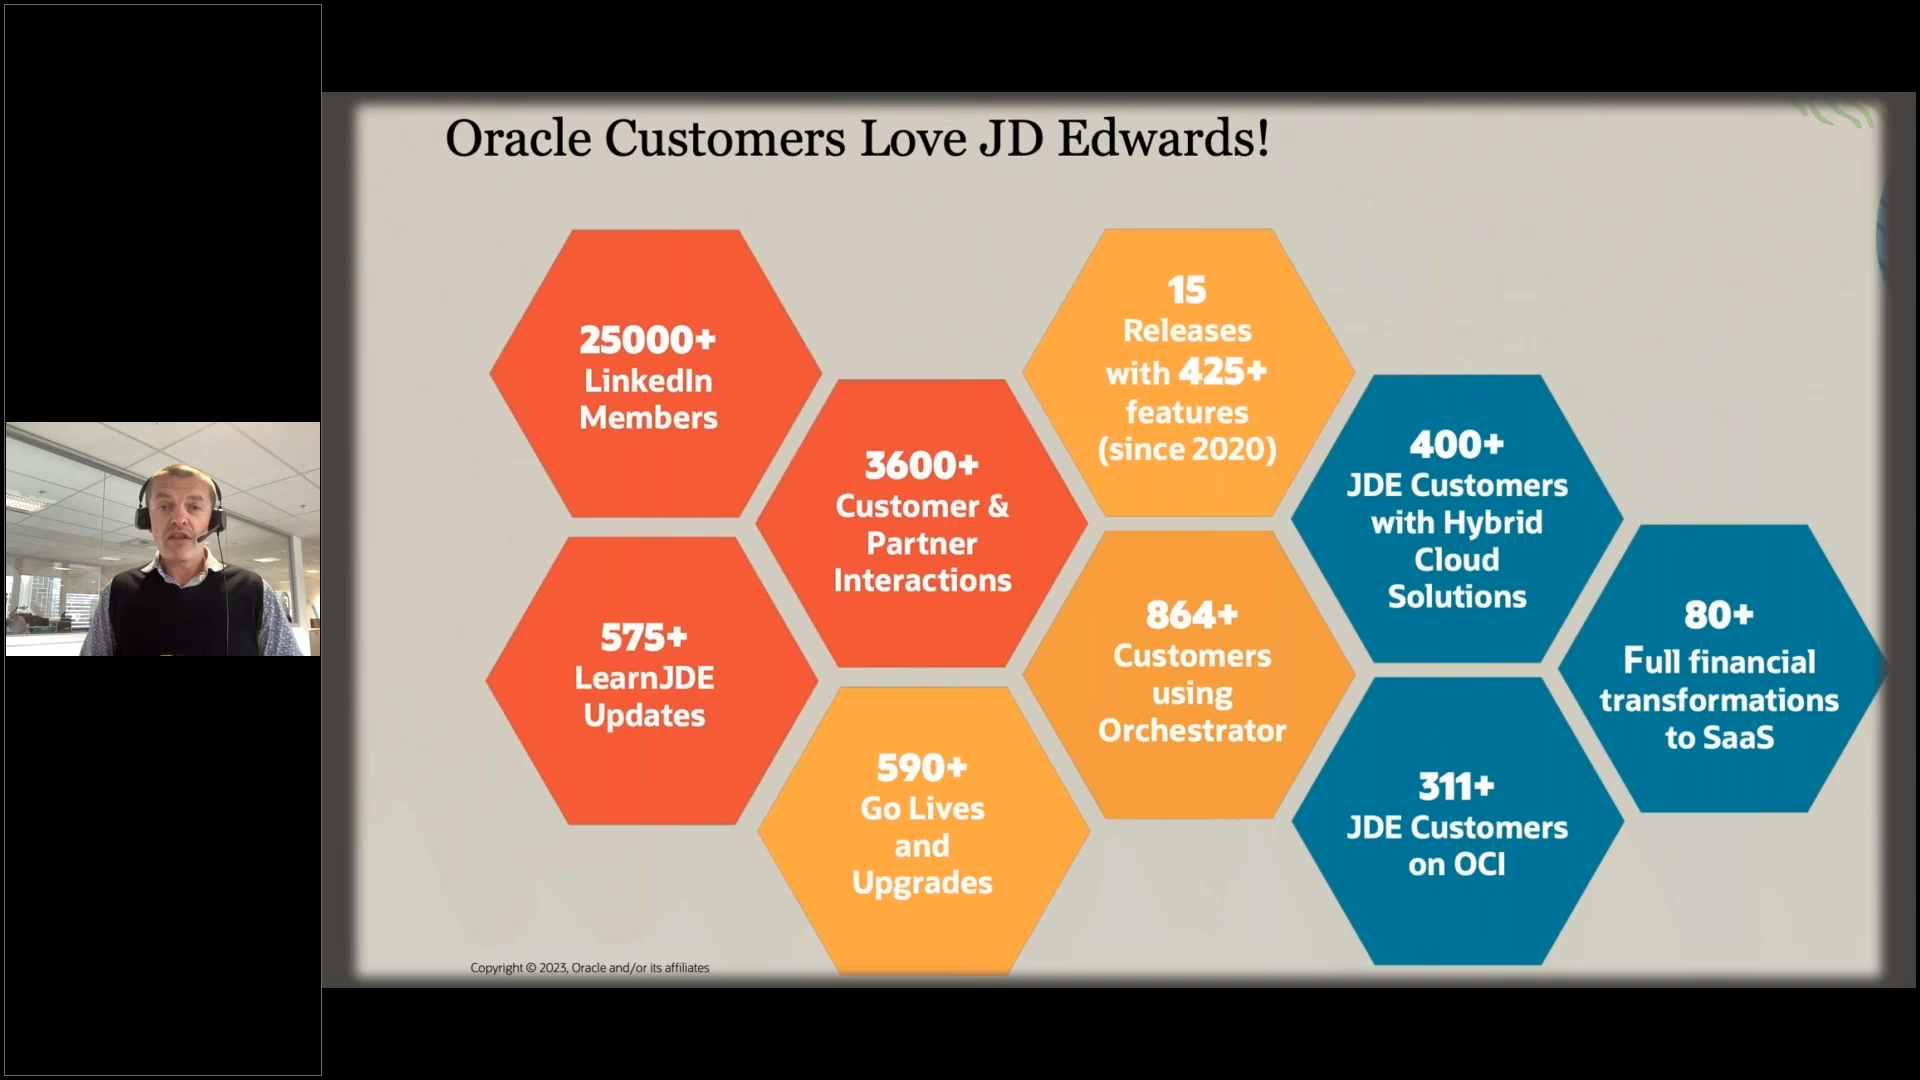 Oracle Customers Love JD Edwards!
25000+
LinkedIn
Members
3600+
Customer &
Partner
Interactions
575+
LearnJDE
Updates
15
Releases
with 425+
features
(since 2020)
864+
Customers
using
Orchestrator
590+
Go Lives
and
Upgrades
400+
JDE Customers
with Hybrid
Cloud
Solutions
80+
Full financial
transformations
to SaaS
311+
JDE Customers
on OCI
Copyright © 2023, Oracle and/or its affiliates